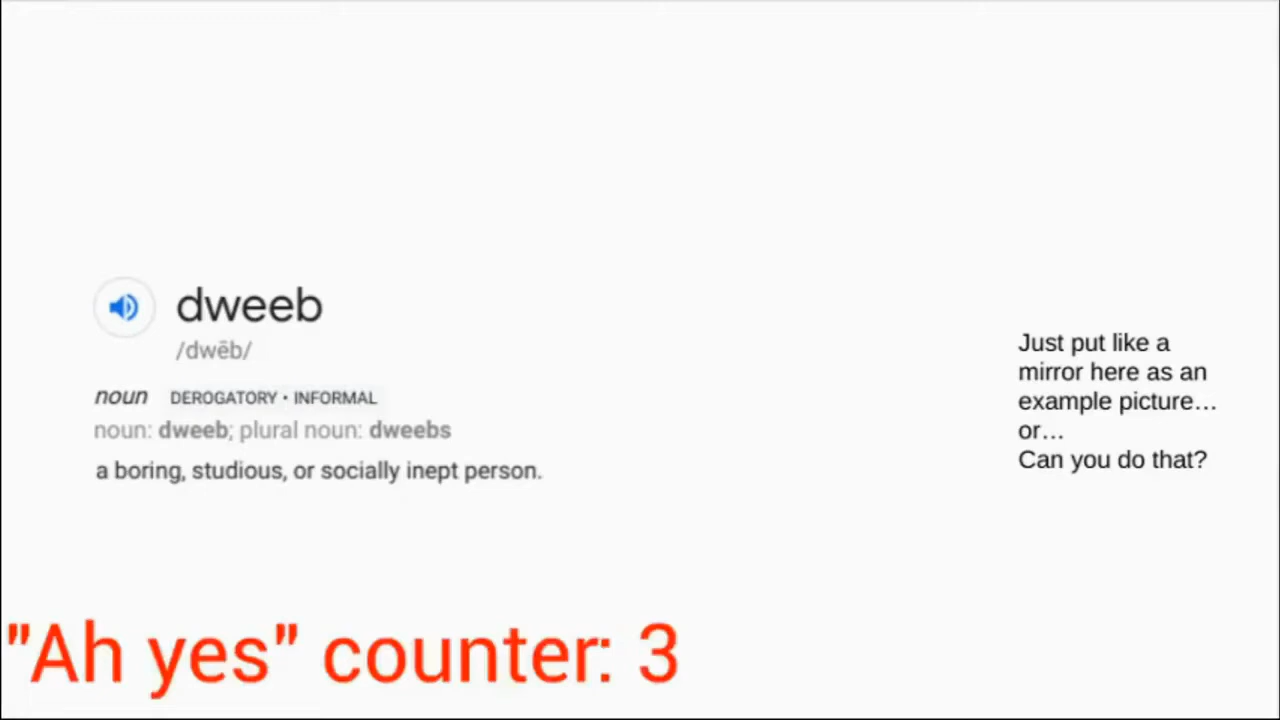 dweeb
/dwēb/
noun DEROGATORY • INFORMAL
noun: dweeb; plural noun: dweebs
a boring, studious, or socially inept person.
Just put like a
mirror here as an
example picture…
or…
Can you do that?
"Ah yes" counter: 3